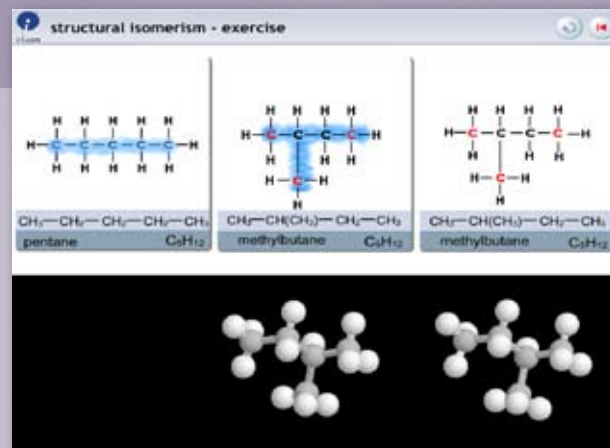 structural isomerism - exercise
H H H H H
H—C—C—C—C—C—H
H H H H H
CH₃—CH₂—CH₂—CH₂—CH₃
pentane C₅H₁₂
H H H H
H—C—C—C—C—H
H H H
H—C—H
H
CH₃—CH(CH₃)—CH₂—CH₃
methylbutane C₅H₁₂
H H H H
H—C—C—C—C—H
H H H
H—C—H
H
CH₃—CH(CH₃)—CH₂—CH₃
methylbutane C₅H₁₂